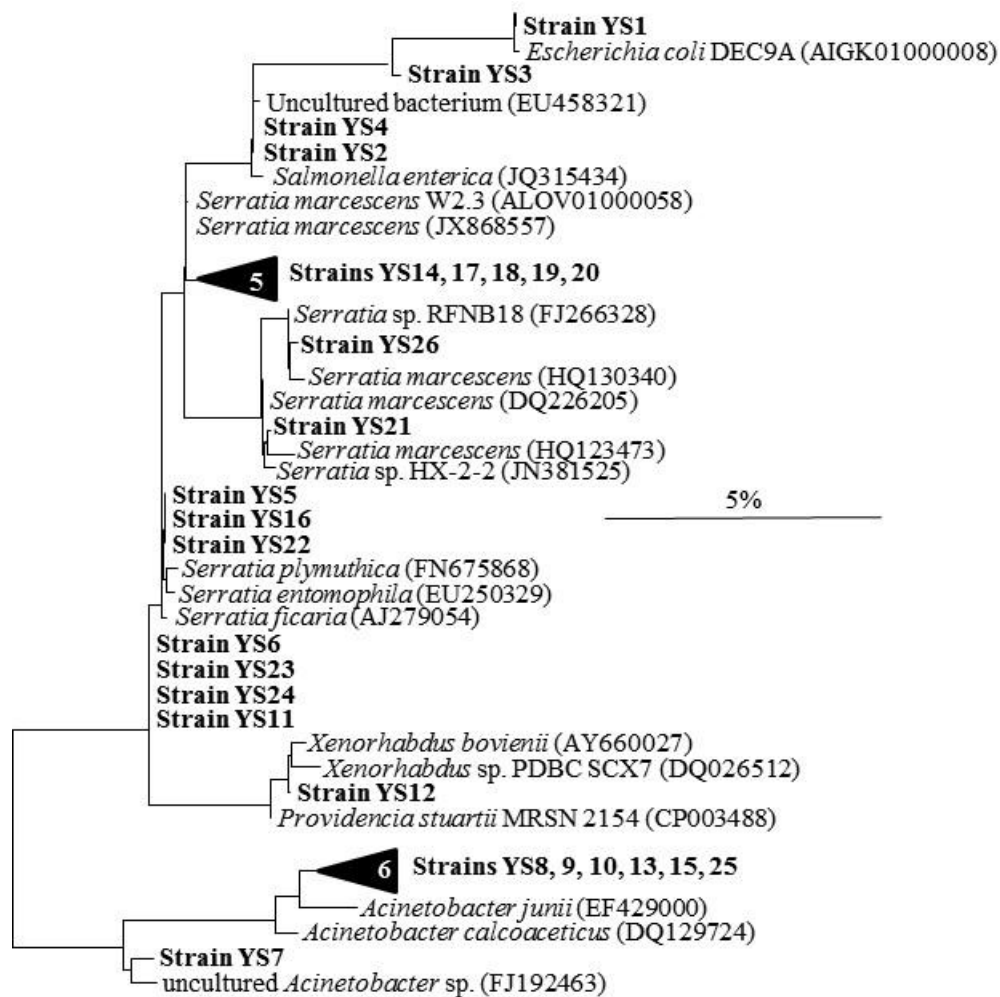 Strain YS1
Escherichia coli DEC9A (AIGK01000008)
Strain YS3
Uncultured bacterium (EU458321)
Strain YS4
Strain YS2
Salmonella enterica (JQ315434)
Serratia marcescens W2.3 (ALOV01000058)
Serratia marcescens (JX868557)
5 Strains YS14, 17, 18, 19, 20
Serratia sp. RFNB18 (FJ266328)
Strain YS26
Serratia marcescens (HQ130340)
Serratia marcescens (DQ226205)
Strain YS21
Serratia marcescens (HQ123473)
Serratia sp. HX-2-2 (JN381525)
Strain YS5
5%
Strain YS16
Strain YS22
Serratia plymuthica (FN675868)
Serratia entomophila (EU250329)
Serratia ficaria (AJ279054)
Strain YS6
Strain YS23
Strain YS24
Strain YS11
Xenorhabdus bovienii (AY660027)
Xenorhabdus sp. PDBC SCX7 (DQ026512)
Strain YS12
Providencia stuartii MRSN 2154 (CP003488)
6 Strains YS8, 9, 10, 13, 15, 25
Acinetobacter junii (EF429000)
Acinetobacter calcoaceticus (DQ129724)
Strain YS7
uncultured Acinetobacter sp. (FJ192463)